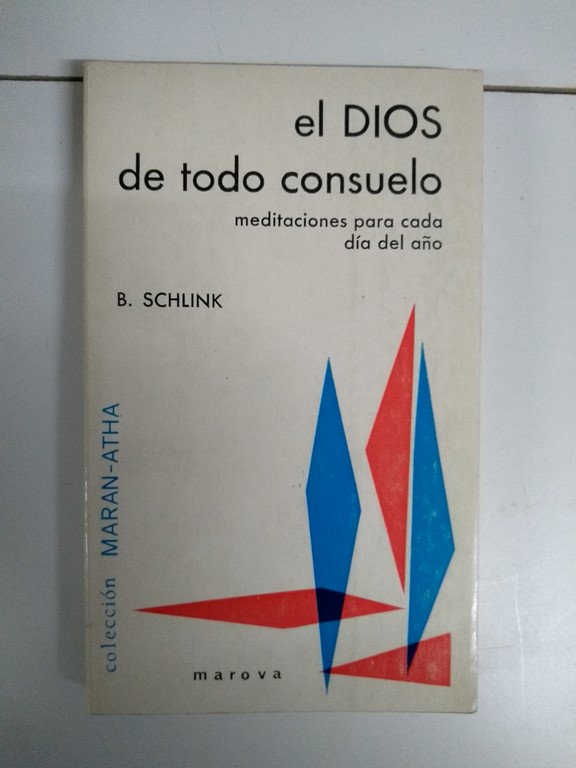 el DIOS
de todo consuelo
meditaciones para cada
día del año
B. SCHLINK
colección MARAN-ATHA
marova